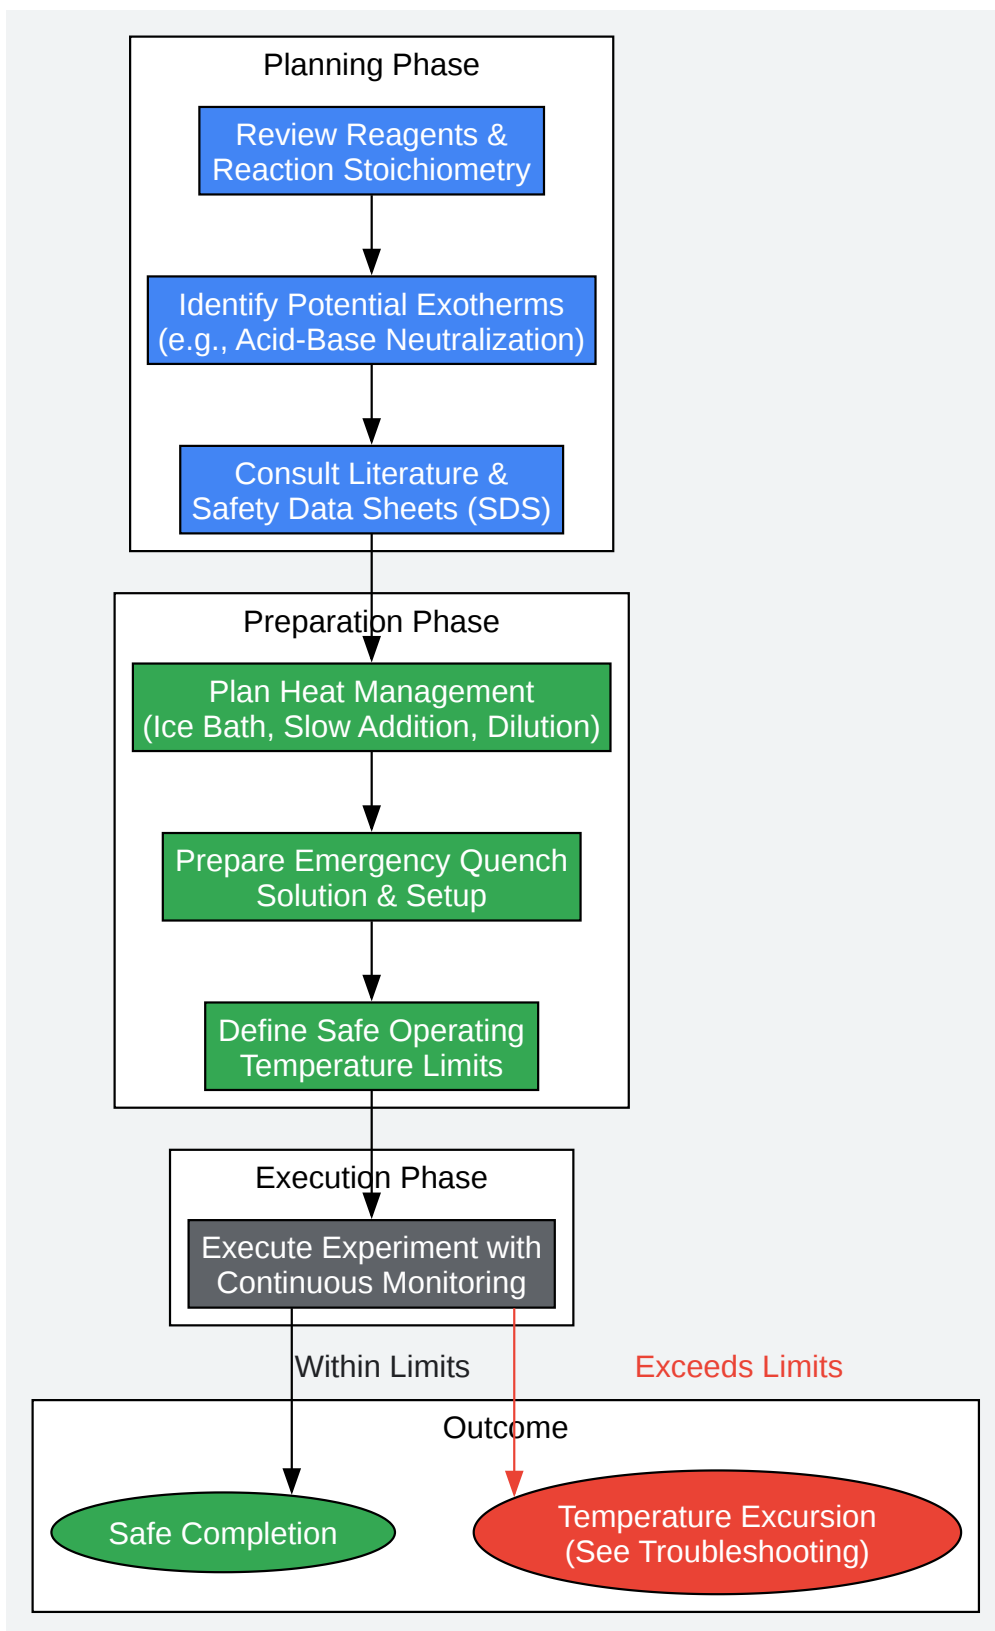 Planning Phase
Review Reagents &
Reaction Stoichiometry
Identify Potential Exotherms
(e.g., Acid-Base Neutralization)
Consult Literature &
Safety Data Sheets (SDS)
Preparation Phase
Plan Heat Management
(Ice Bath, Slow Addition, Dilution)
Prepare Emergency Quench
Solution & Setup
Define Safe Operating
Temperature Limits
Execution Phase
Execute Experiment with
Continuous Monitoring
Within Limits
Exceeds Limits
Outcome
Safe Completion
Temperature Excursion
(See Troubleshooting)